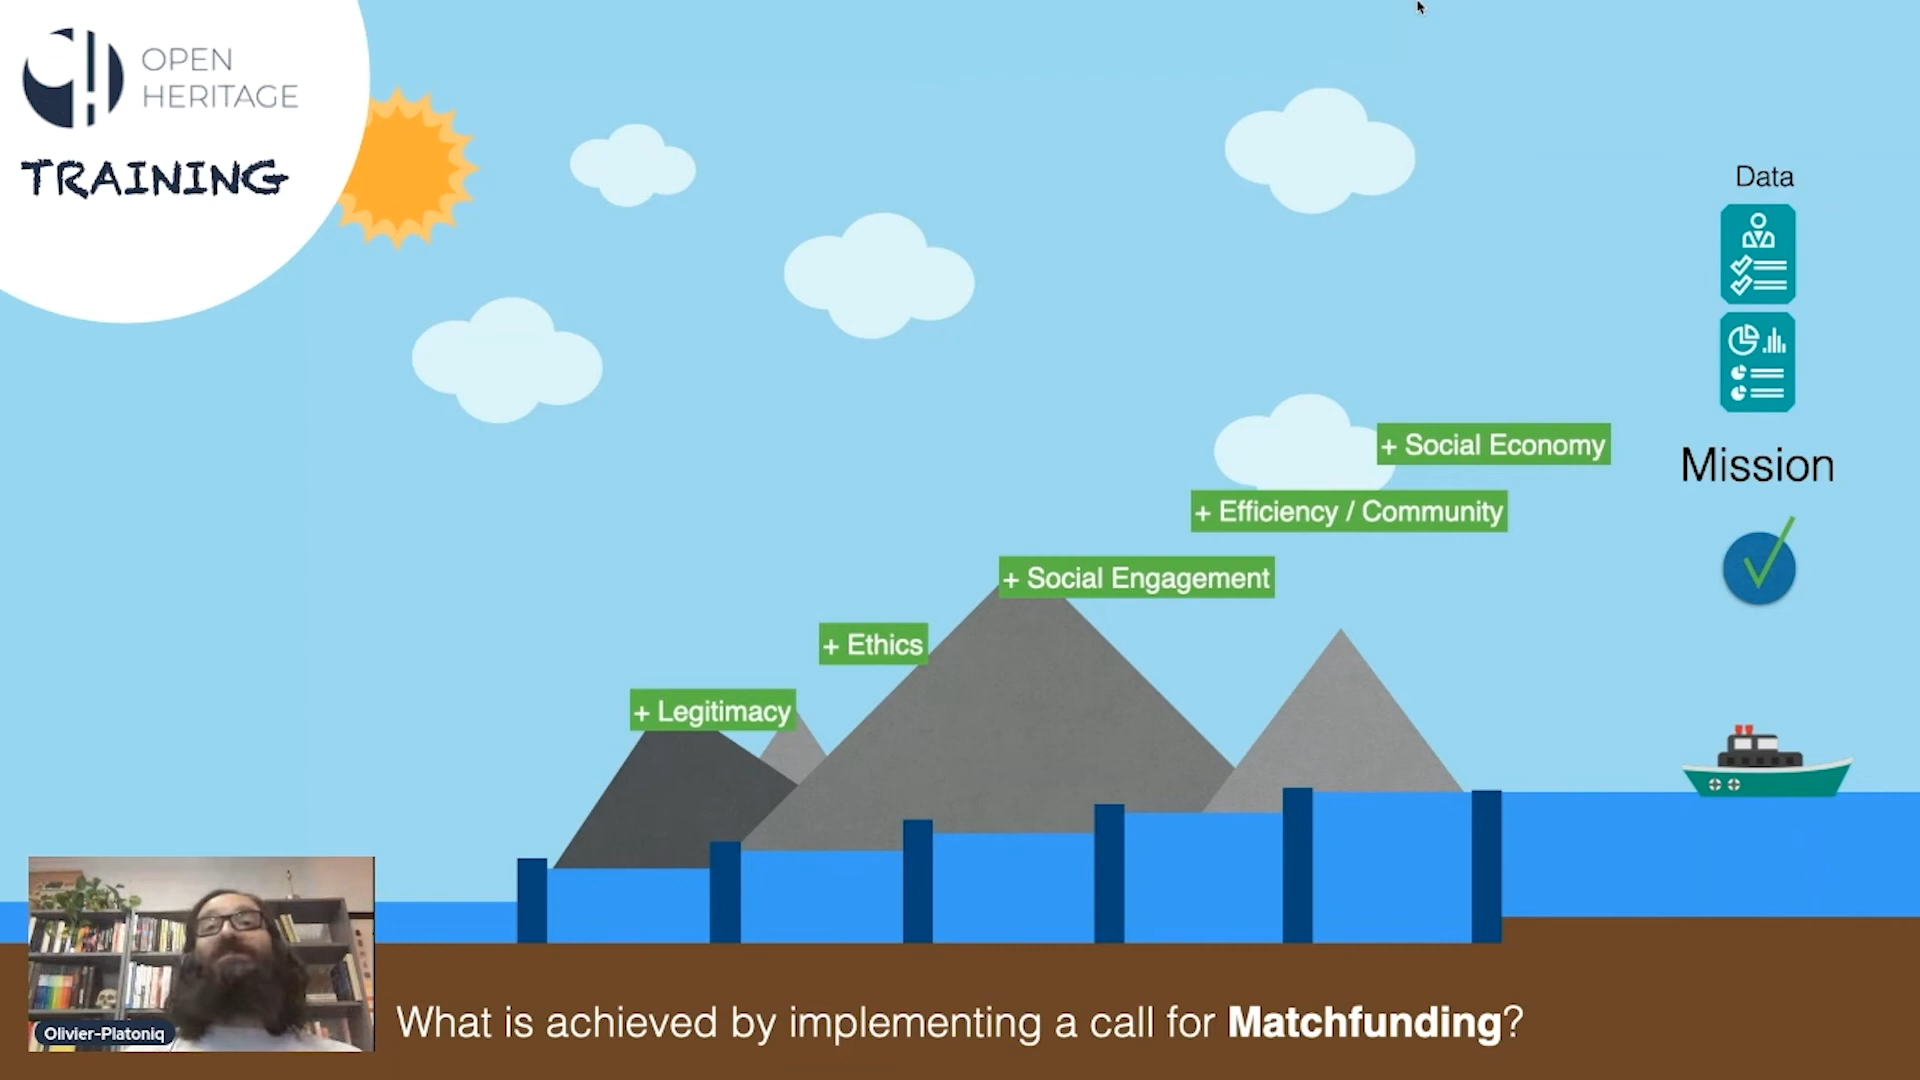 OPEN
HERITAGE
TRAINING
Data
+ Social Economy
Mission
+ Efficiency / Community
+ Social Engagement
+ Ethics
+ Legitimacy
Olivier-Platoniq
What is achieved by implementing a call for Matchfunding?